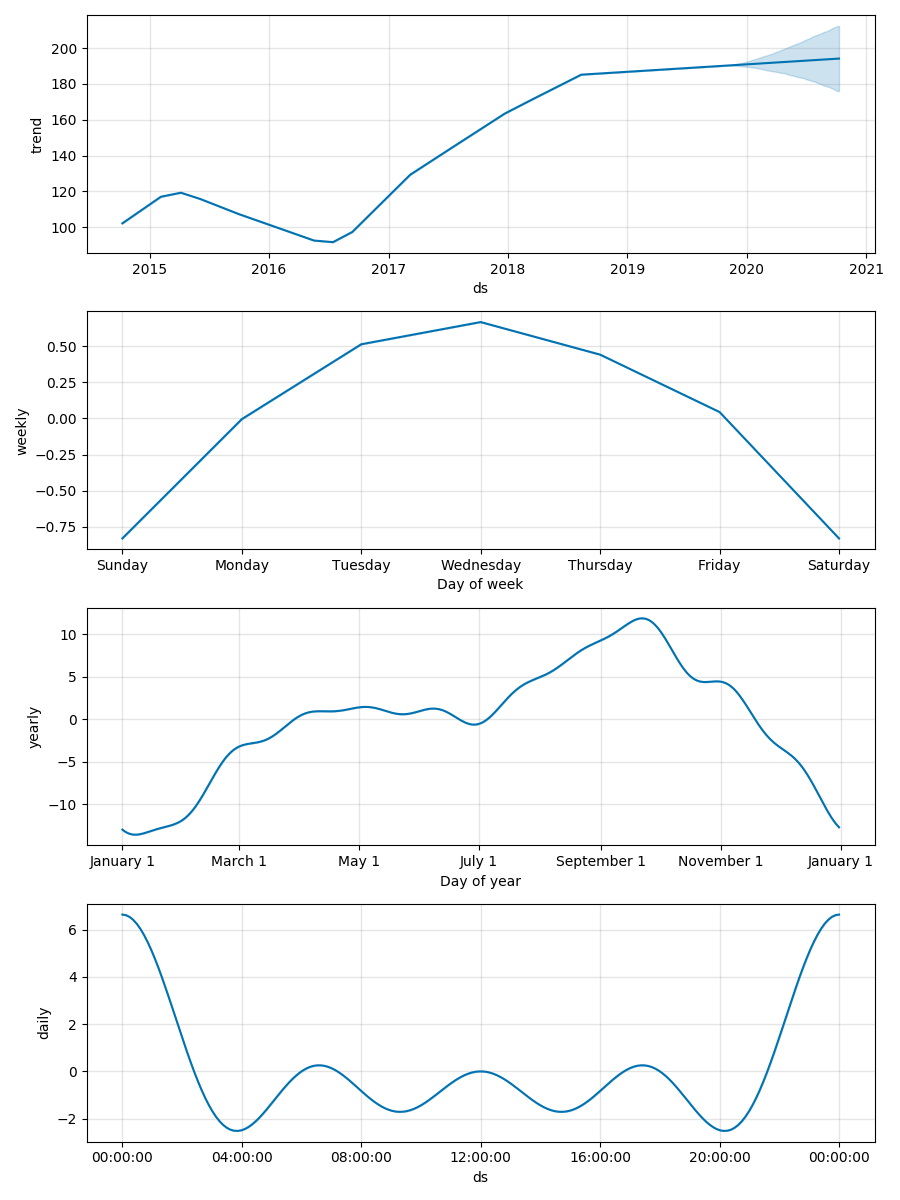 200
180
160
140
120
100
trend
2015 2016 2017 2018 2019 2020 2021
ds
0.50
0.25
0.00
−0.25
−0.50
−0.75
weekly
Sunday Monday Tuesday Wednesday Thursday Friday Saturday
Day of week
10
5
0
−5
−10
yearly
January 1 March 1 May 1 July 1 September 1 November 1 January 1
Day of year
6
4
2
0
−2
daily
00:00:00 04:00:00 08:00:00 12:00:00 16:00:00 20:00:00 00:00:00
ds